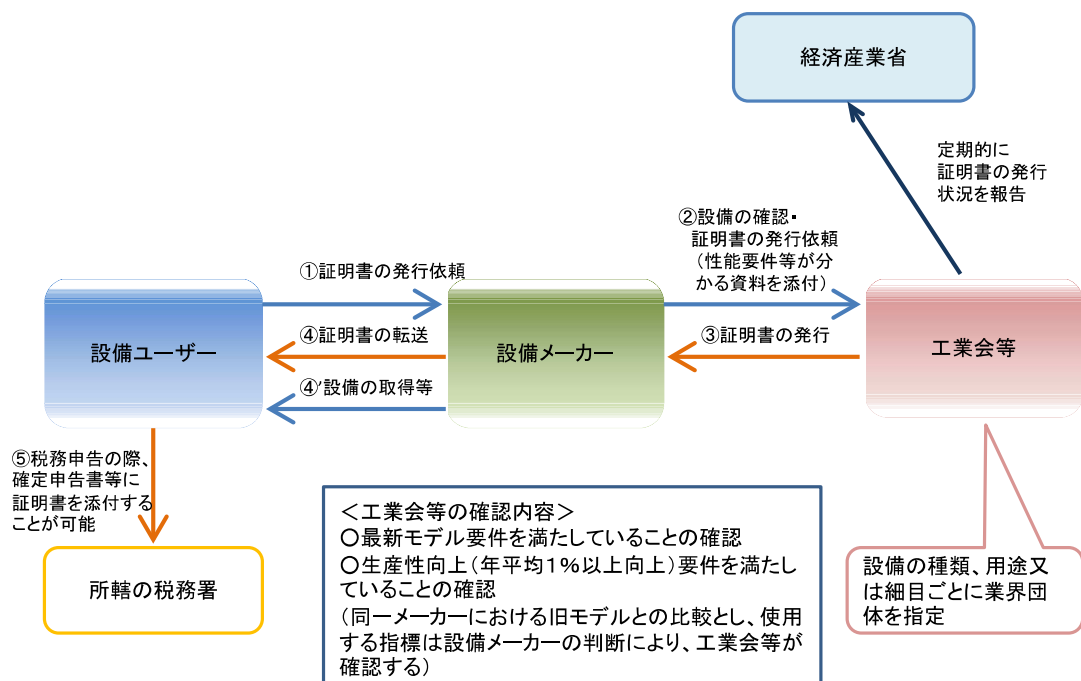 経済産業省
定期的に
証明書の発行
状況を報告
②設備の確認・
証明書の発行依頼
(性能要件等が分
かる資料を添付)
①証明書の発行依頼
④証明書の転送
③証明書の発行
設備ユーザー
設備メーカー
工業会等
④’設備の取得等
⑤税務申告の際、
確定申告書等に
証明書を添付する
ことが可能
所轄の税務署
<工業会等の確認内容>
○最新モデル要件を満たしていることの確認
○生産性向上(年平均1%以上向上)要件を満たし
ていることの確認
(同一メーカーにおける旧モデルとの比較とし、使用
する指標は設備メーカーの判断により、工業会等が
確認する)
設備の種類、用途又
は細目ごとに業界団
体を指定